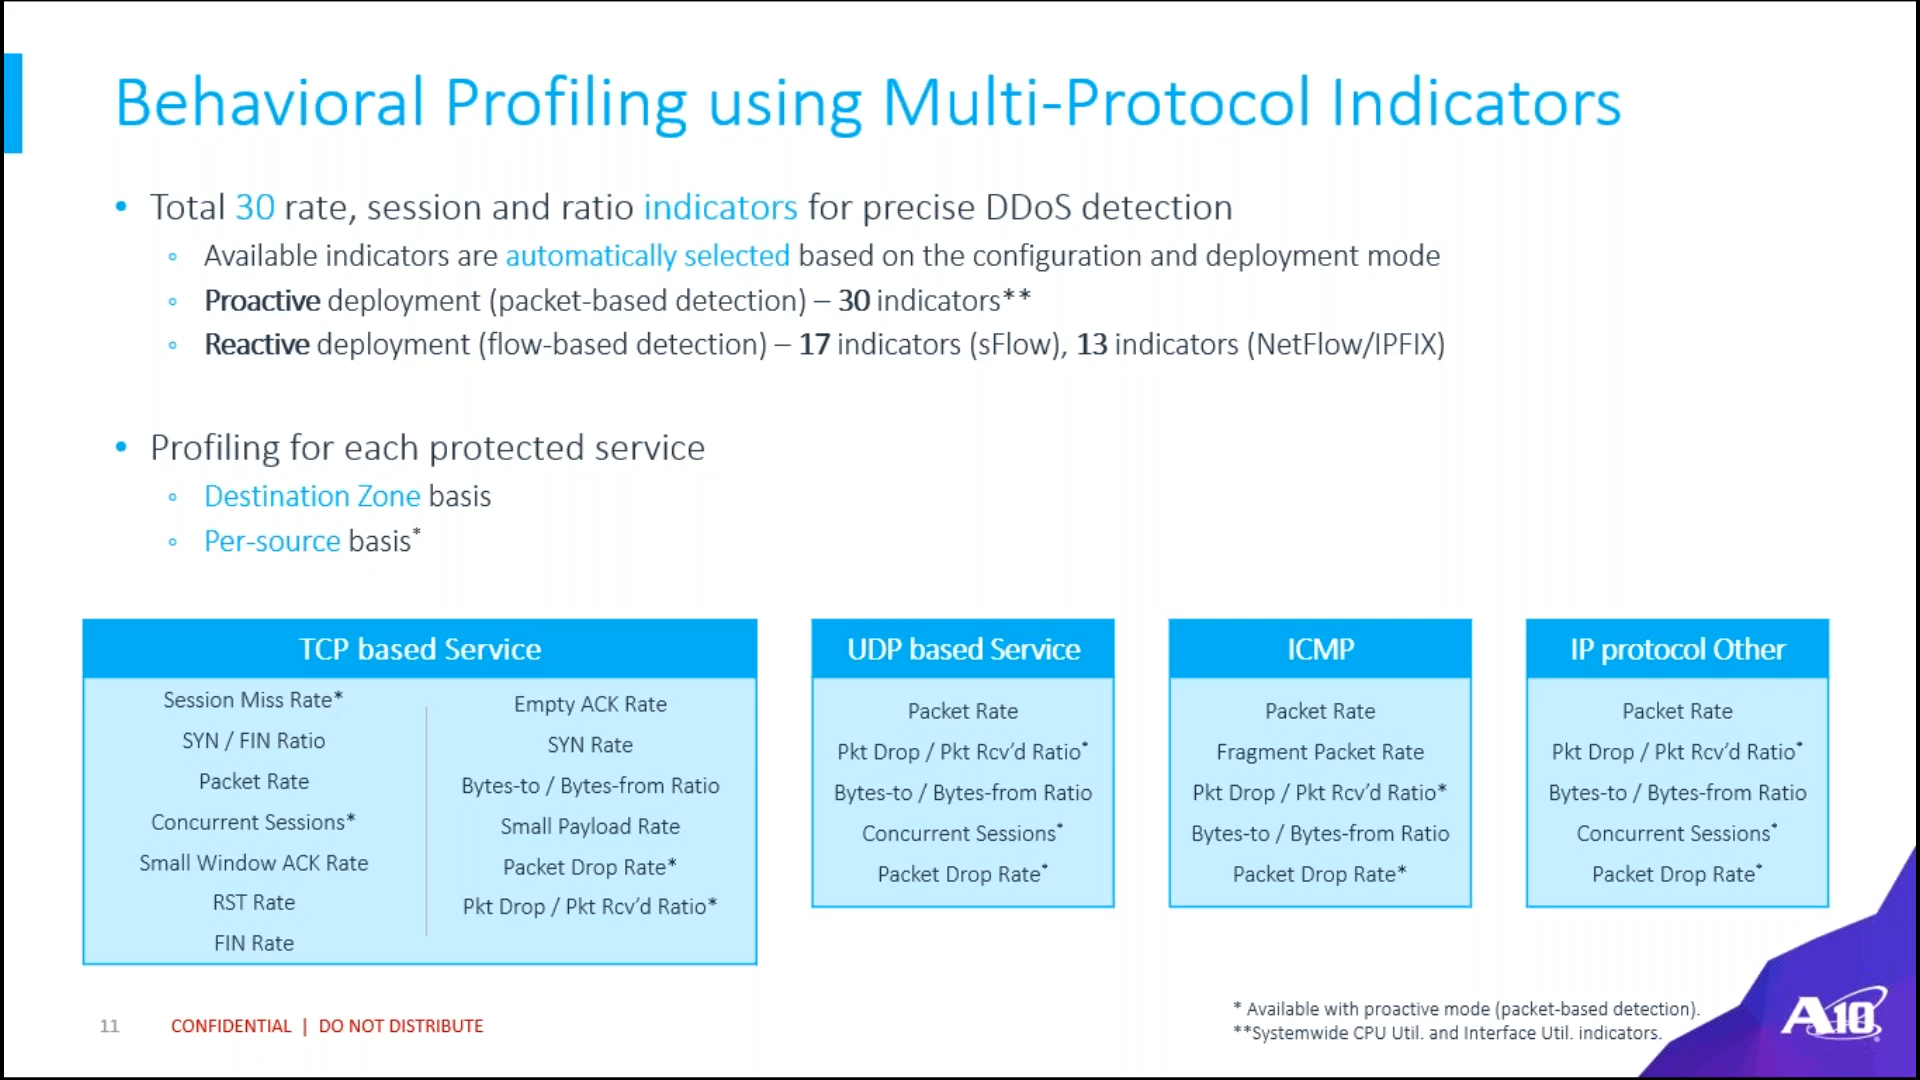 Behavioral Profiling using Multi-Protocol Indicators
• Total 30 rate, session and ratio indicators for precise DDoS detection
◦ Available indicators are automatically selected based on the configuration and deployment mode
◦ Proactive deployment (packet-based detection) – 30 indicators**
◦ Reactive deployment (flow-based detection) – 17 indicators (sFlow), 13 indicators (NetFlow/IPFIX)
• Profiling for each protected service
◦ Destination Zone basis
◦ Per-source basis*
TCP based Service
Session Miss Rate*
SYN / FIN Ratio
Packet Rate
Concurrent Sessions*
Small Window ACK Rate
RST Rate
FIN Rate
Empty ACK Rate
SYN Rate
Bytes-to / Bytes-from Ratio
Small Payload Rate
Packet Drop Rate*
Pkt Drop / Pkt Rcv’d Ratio*
UDP based Service
Packet Rate
Pkt Drop / Pkt Rcv’d Ratio*
Bytes-to / Bytes-from Ratio
Concurrent Sessions*
Packet Drop Rate*
ICMP
Packet Rate
Fragment Packet Rate
Pkt Drop / Pkt Rcv’d Ratio*
Bytes-to / Bytes-from Ratio
Packet Drop Rate*
IP protocol Other
Packet Rate
Pkt Drop / Pkt Rcv’d Ratio*
Bytes-to / Bytes-from Ratio
Concurrent Sessions*
Packet Drop Rate*
* Available with proactive mode (packet-based detection).
**Systemwide CPU Util. and Interface Util. indicators.
11 CONFIDENTIAL | DO NOT DISTRIBUTE
A10